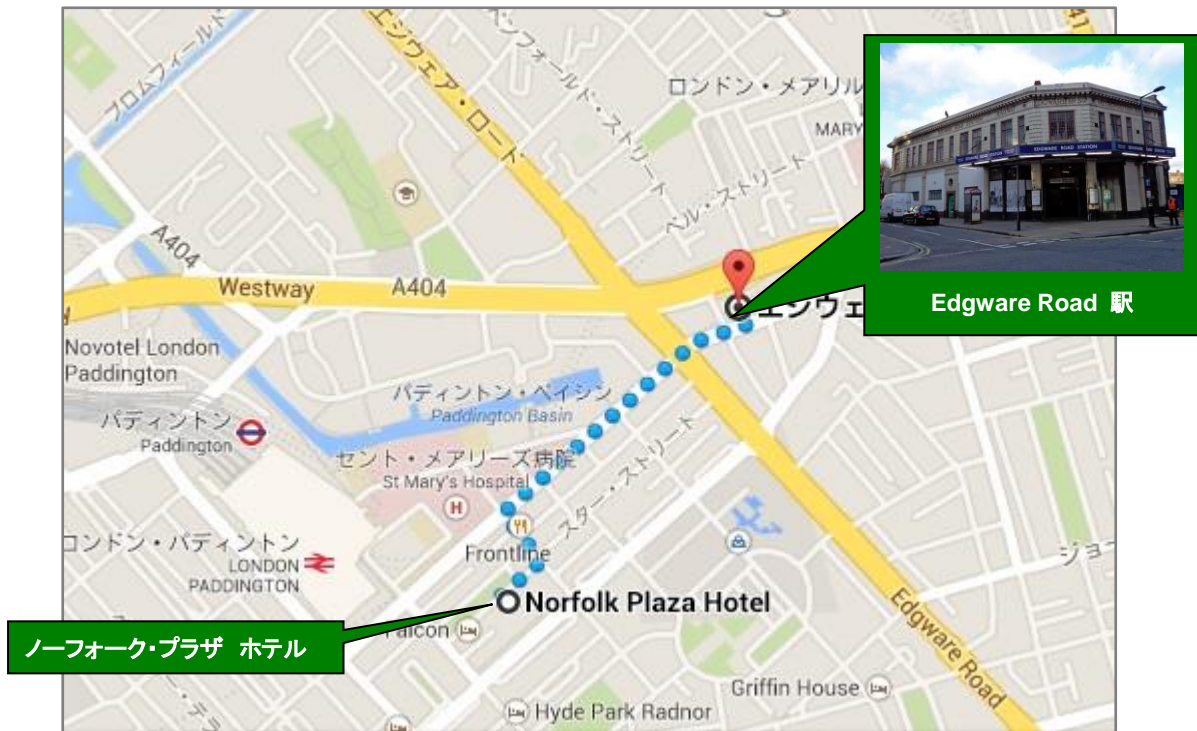 ブロムフィールド
エジウェア・ロード
ペンフォールド・ストリート
ロンドン・メアリル
MARY
41
ベル・ストリート
EDGWARE ROAD STATION
Edgware Road 駅
A404
Westway
A404
エジウェ
Novotel London
Paddington
パディントン・ベイシン
Paddington Basin
パディントン
Paddington
セント・メアリーズ病院
St Mary's Hospital
H
スター・ストリート
ロンドン・パディントン
LONDON
PADDINGTON
Frontline
ジョ
Norfolk Plaza Hotel
Falcon
ノーフォーク・プラザ ホテル
Edgware Road
Griffin House
Hyde Park Radnor